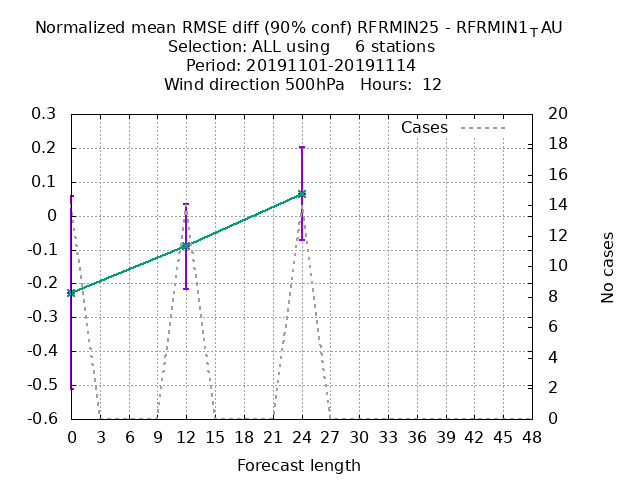 Normalized mean RMSE diff (90% conf) RFRMIN25 - RFRMIN1TAU
Selection: ALL using     6 stations
Period: 20191101-20191114
Wind direction 500hPa   Hours:  12
Cases
0.3
0.2
0.1
0
-0.1
-0.2
-0.3
-0.4
-0.5
-0.6
20
18
16
14
12
10
8
6
4
2
0
No cases
0 3 6 9 12 15 18 21 24 27 30 33 36 39 42 45 48
Forecast length